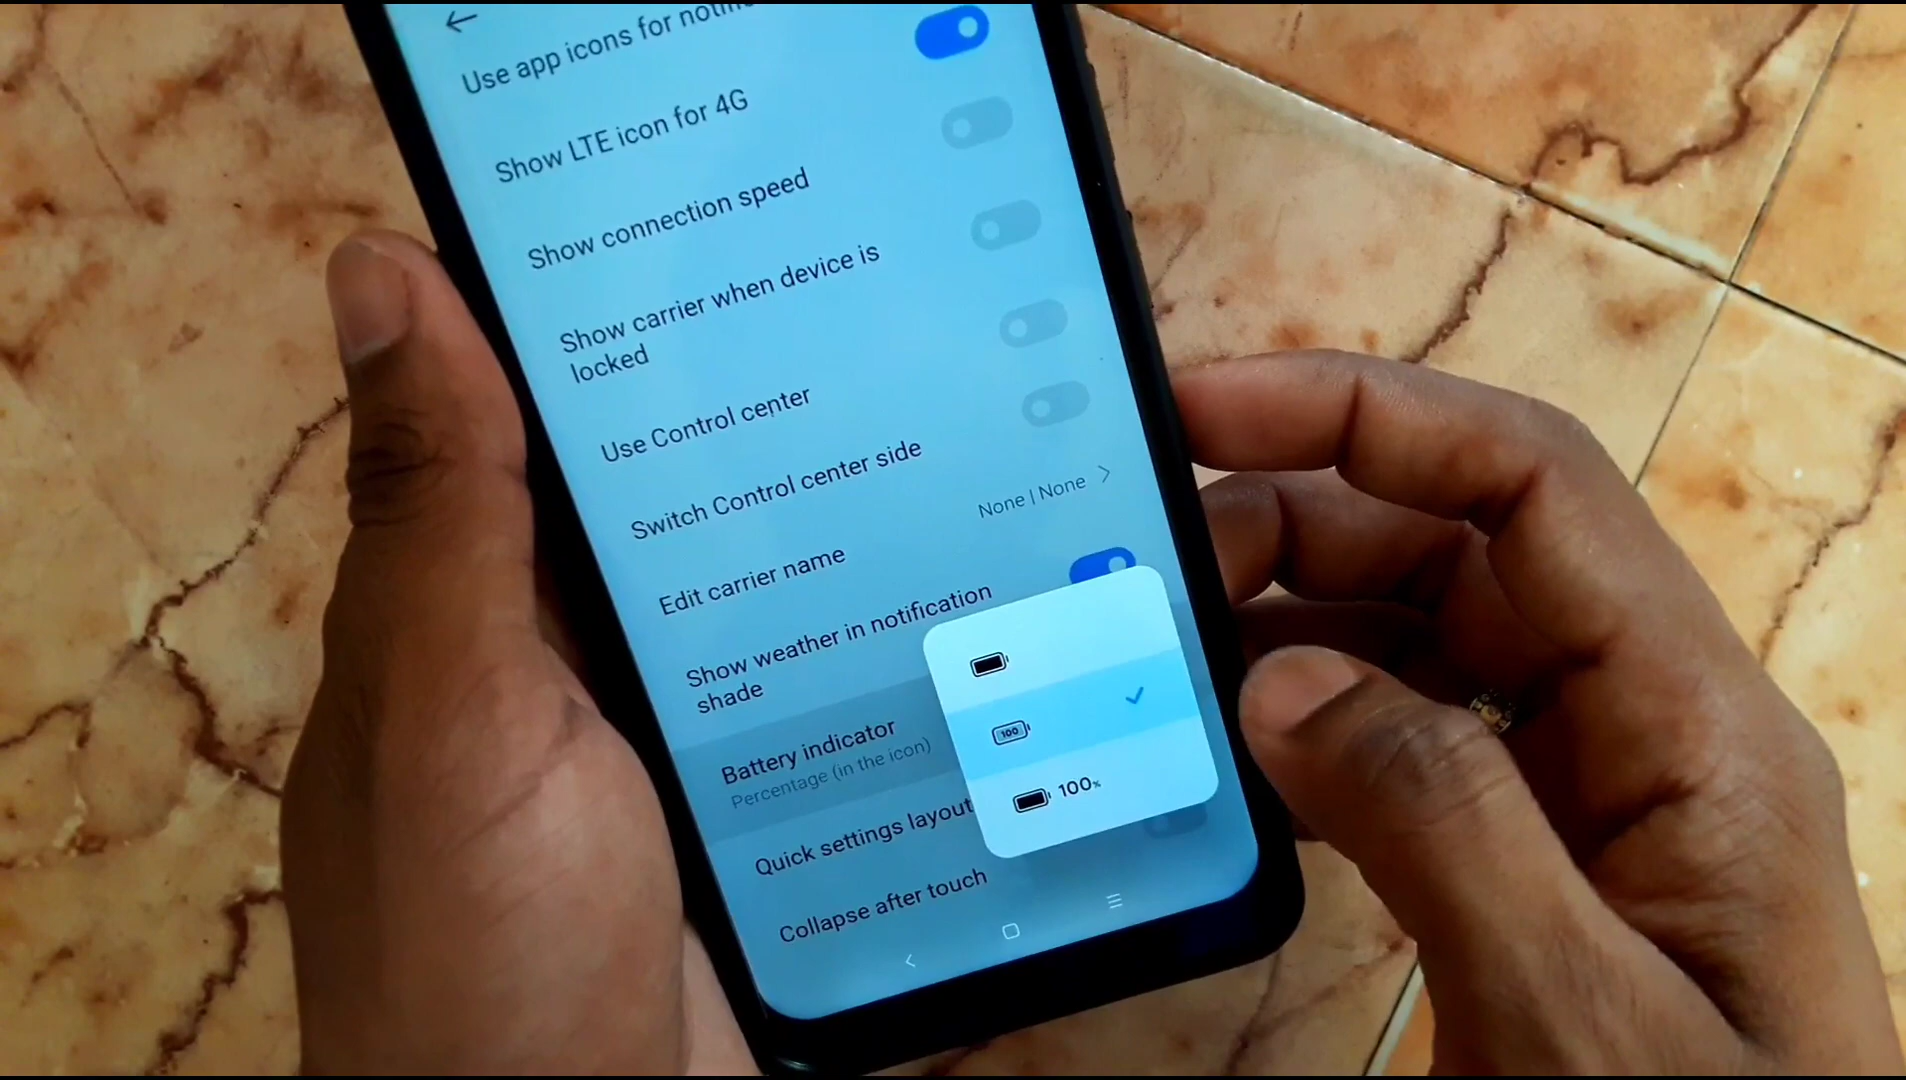 Use app icons for
Show LTE icon for 4G
Show connection speed
Show carrier when device is
locked
Use Control center
Switch Control center side
Edit carrier name
None | None
Show weather in notification
shade
Battery indicator
Percentage (in the icon)
100
100%
Quick settings layout
Collapse after touch